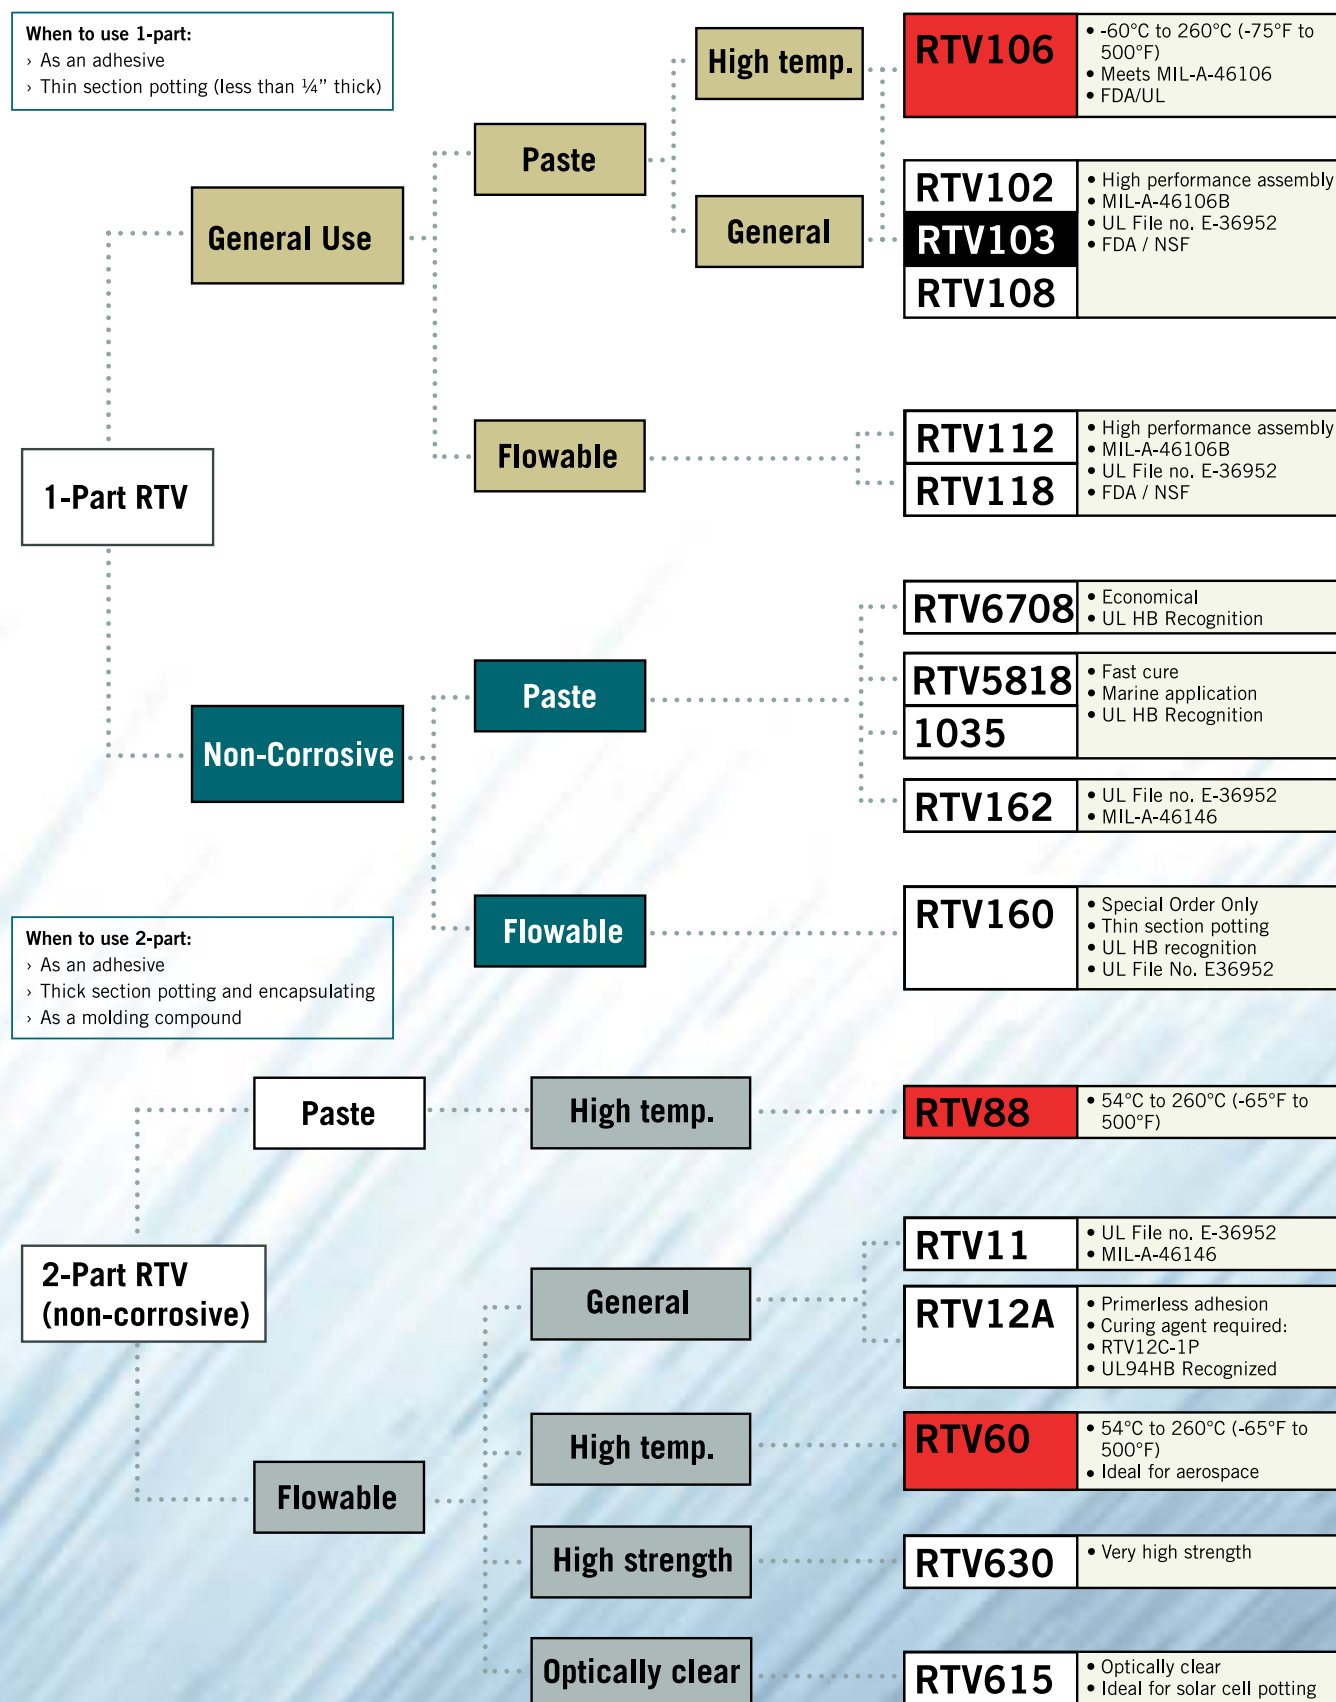 When to use 1-part:
› As an adhesive
› Thin section potting (less than ¼” thick)
High temp.
RTV106
• -60°C to 260°C (-75°F to
500°F)
• Meets MIL-A-46106
• FDA/UL
Paste
General
RTV102
RTV103
RTV108
• High performance assembly
• MIL-A-46106B
• UL File no. E-36952
• FDA / NSF
General Use
Flowable
RTV112
RTV118
• High performance assembly
• MIL-A-46106B
• UL File no. E-36952
• FDA / NSF
1-Part RTV
RTV6708
• Economical
• UL HB Recognition
Paste
RTV5818
1035
• Fast cure
• Marine application
• UL HB Recognition
Non-Corrosive
RTV162
• UL File no. E-36952
• MIL-A-46146
Flowable
RTV160
• Special Order Only
• Thin section potting
• UL HB recognition
• UL File No. E36952
When to use 2-part:
› As an adhesive
› Thick section potting and encapsulating
› As a molding compound
Paste
High temp.
RTV88
• 54°C to 260°C (-65°F to
500°F)
2-Part RTV
(non-corrosive)
General
RTV11
• UL File no. E-36952
• MIL-A-46146
RTV12A
• Primerless adhesion
• Curing agent required:
• RTV12C-1P
• UL94HB Recognized
Flowable
High temp.
RTV60
• 54°C to 260°C (-65°F to
500°F)
• Ideal for aerospace
High strength
RTV630
• Very high strength
Optically clear
RTV615
• Optically clear
• Ideal for solar cell potting